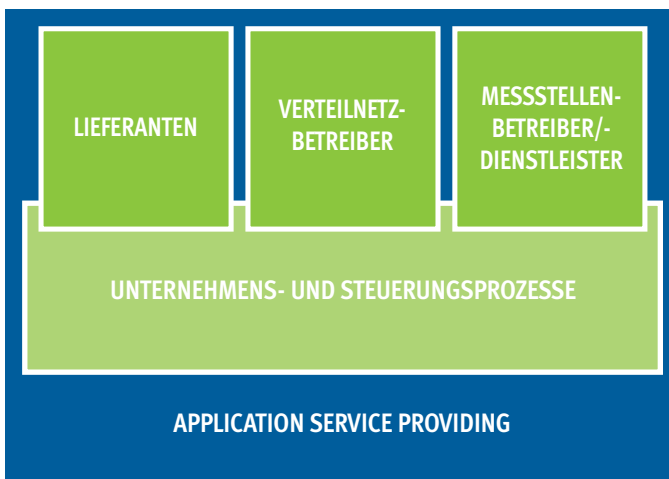 LIEFERANTEN
VERTEILNETZ-
BETREIBER
MESSSTELLEN-
BETREIBER/-
DIENSTLEISTER
UNTERNEHMENS- UND STEUERUNGSPROZESSE
APPLICATION SERVICE PROVIDING